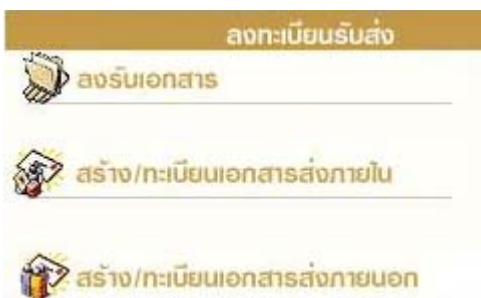 ลงทะเบียนรับส่ง
ลงรับเอกสาร
สร้าง/ทะเบียนเอกสารส่งภายใน
สร้าง/ทะเบียนเอกสารส่งภายนอก